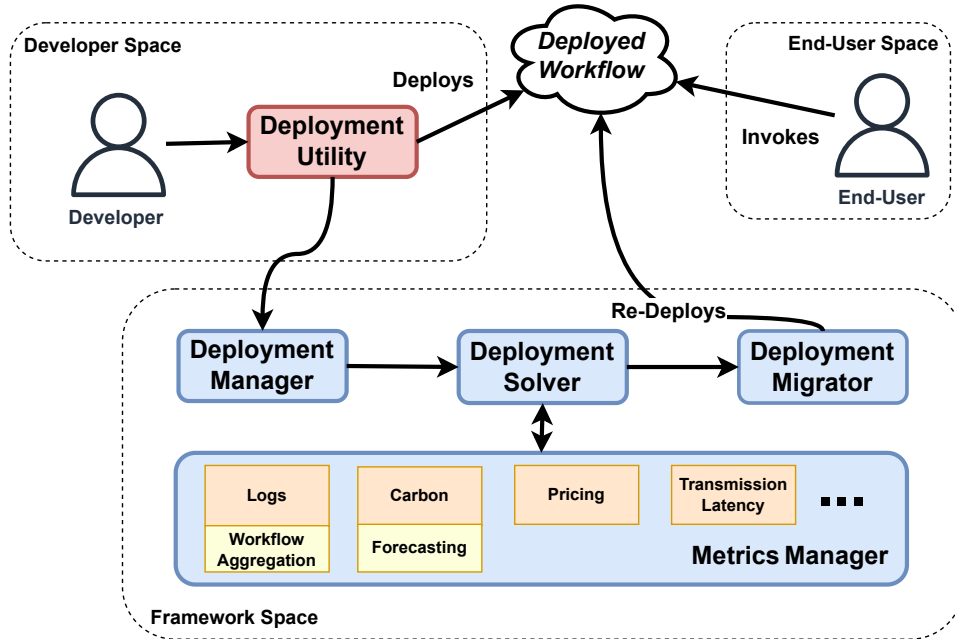 Developer Space
Deployed
Workflow
End-User Space
Deploys
Deployment
Utility
Invokes
Developer
End-User
Re-Deploys
Deployment
Manager
Deployment
Solver
Deployment
Migrator
Logs
Workflow
Aggregation
Carbon
Forecasting
Pricing
Transmission
Latency
Metrics Manager
Framework Space